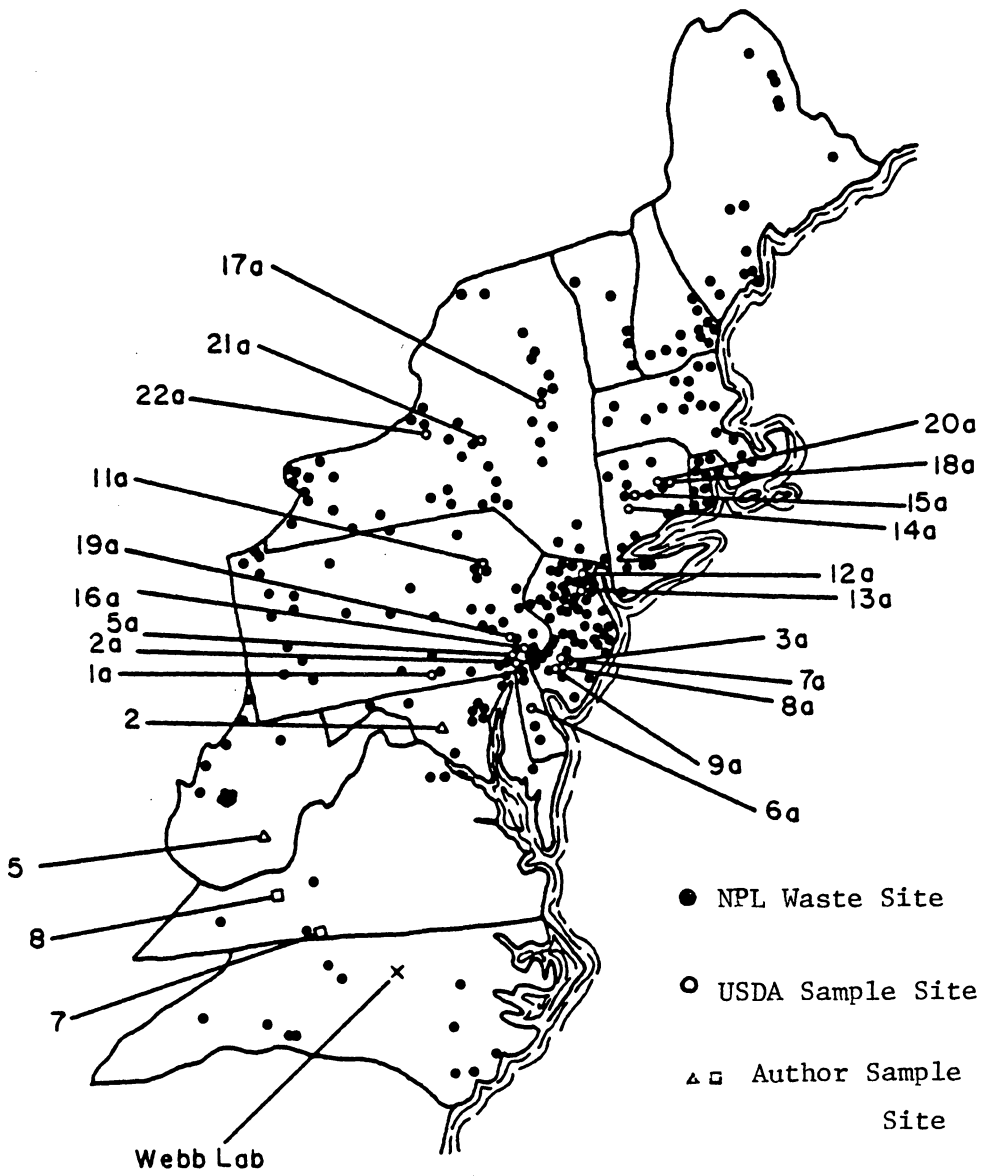 17a
21a
22a
20a
18a
11a
15a
14a
19a
12a
16a
13a
5a
2a
3a
1a
7a
8a
2
9a
6a
5
NPL Waste Site
8
USDA Sample Site
7
Author Sample
Site
Webb Lab